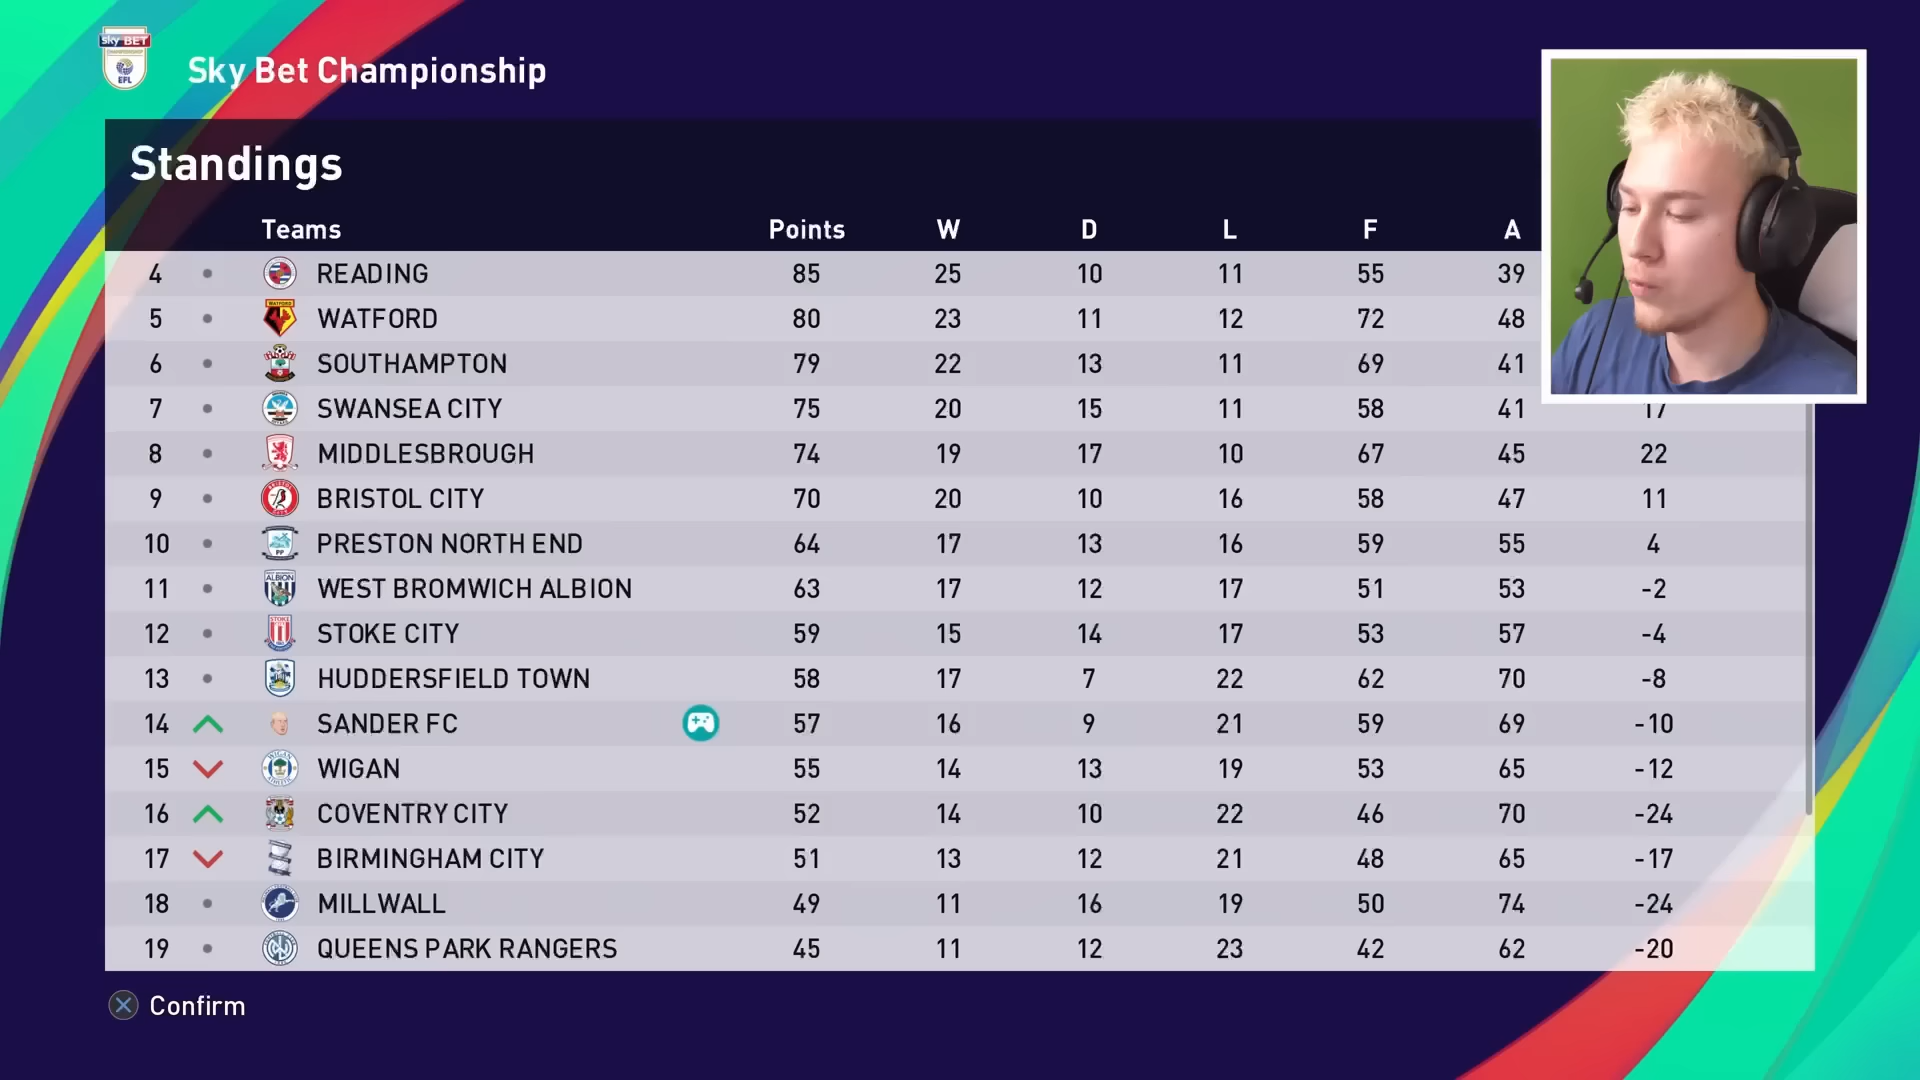 sky BET
EFL
Sky Bet Championship
Standings
Teams Points W D L F A
4 READING 85 25 10 11 55 39
5 WATFORD 80 23 11 12 72 48
6 SOUTHAMPTON 79 22 13 11 69 41
7 SWANSEA CITY 75 20 15 11 58 41 17
8 MIDDLESBROUGH 74 19 17 10 67 45 22
9 BRISTOL CITY 70 20 10 16 58 47 11
10 PRESTON NORTH END 64 17 13 16 59 55 4
11 WEST BROMWICH ALBION 63 17 12 17 51 53 -2
12 STOKE CITY 59 15 14 17 53 57 -4
13 HUDDERSFIELD TOWN 58 17 7 22 62 70 -8
14 SANDER FC 57 16 9 21 59 69 -10
15 WIGAN 55 14 13 19 53 65 -12
16 COVENTRY CITY 52 14 10 22 46 70 -24
17 BIRMINGHAM CITY 51 13 12 21 48 65 -17
18 MILLWALL 49 11 16 19 50 74 -24
19 QUEENS PARK RANGERS 45 11 12 23 42 62 -20
Confirm